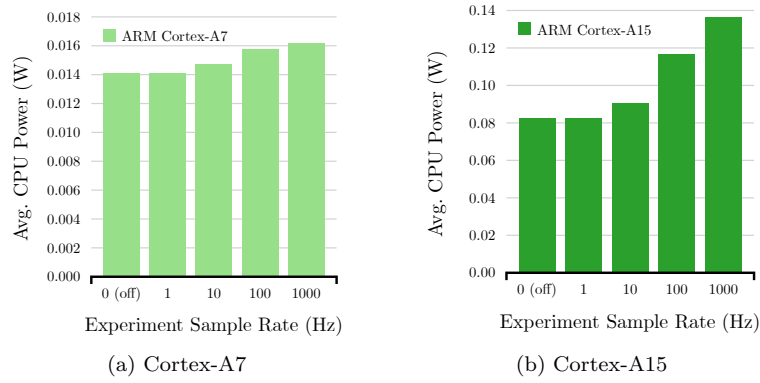 0.018
0.016
0.014
0.012
0.010
0.008
0.006
0.004
0.002
0.000
Avg. CPU Power (W)
ARM Cortex-A7
0 (off) 1 10 100 1000
Experiment Sample Rate (Hz)
(a) Cortex-A7
0.14
0.12
0.10
0.08
0.06
0.04
0.02
0.00
Avg. CPU Power (W)
ARM Cortex-A15
0 (off) 1 10 100 1000
Experiment Sample Rate (Hz)
(b) Cortex-A15